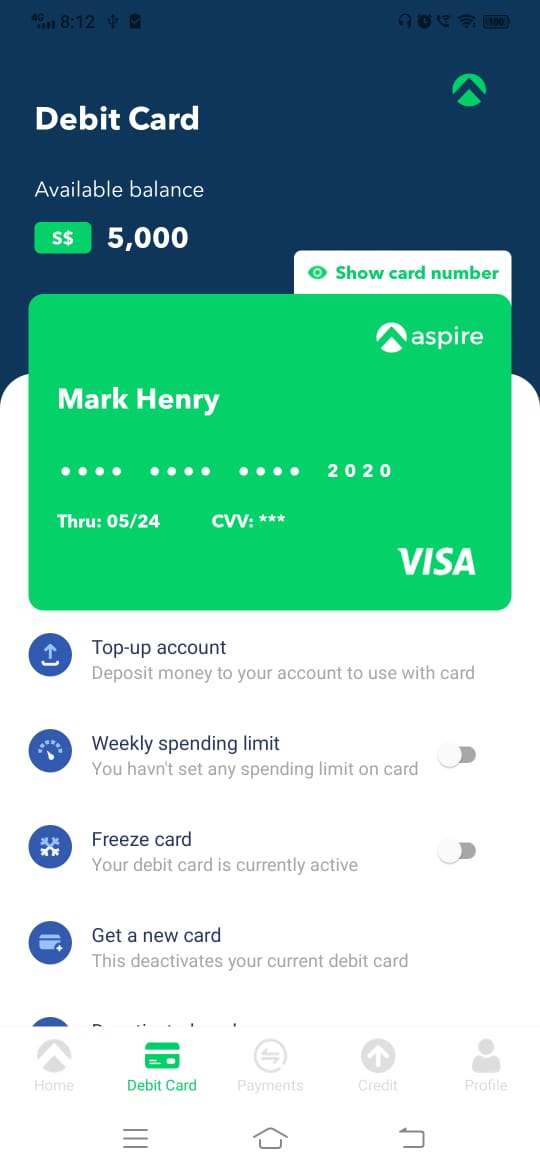 4G 8:12 100
Debit Card
Available balance
S$ 5,000
Show card number
aspire
Mark Henry
•••• •••• •••• 2020
Thru: 05/24 CVV: ***
VISA
Top-up account
Deposit money to your account to use with card
Weekly spending limit
You havn't set any spending limit on card
Freeze card
Your debit card is currently active
Get a new card
This deactivates your current debit card
Home Debit Card Payments Credit Profile